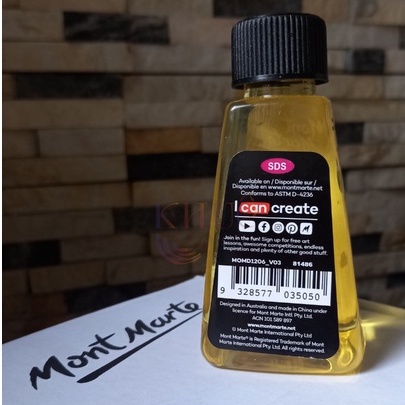 SDS
Available on / Disponible sur /
Disponible en www.montmarte.net
Conforms to ASTM D-4236
I can create
Join in the fun! Sign up for free art
lessons, awesome competitions, endless
inspiration and plenty of other good stuff.
MOMD1206_V03 81486
9 328577 035050
Designed in Australia and made in China under
licence for Mont Marte Int. Pty Ltd.
ACN 101 589 897
www.montmarte.net
© Mont Marte International Pty Ltd
Mont Marte® is Registered Trademark of Mont
Marte International Pty Ltd. All rights reserved.
Mont Marte